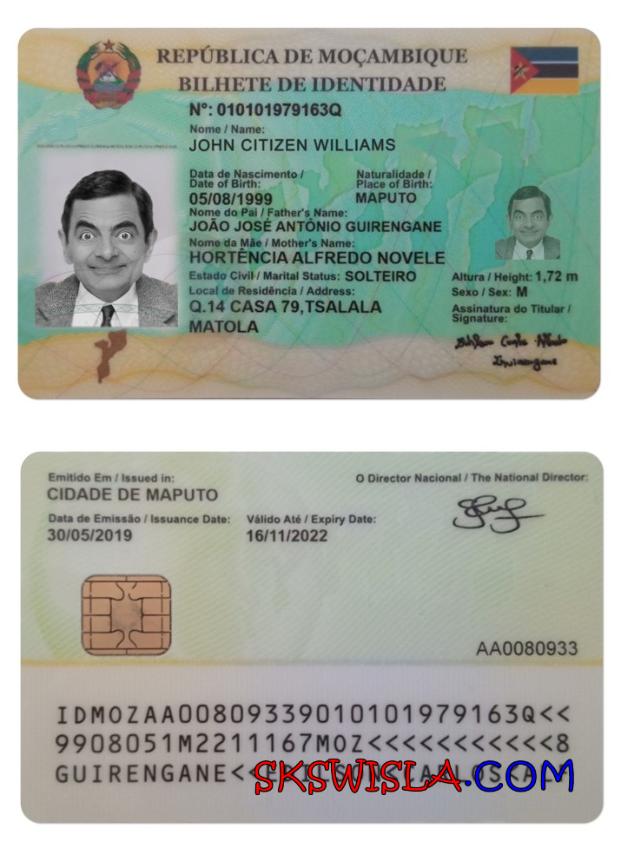 REPÚBLICA DE MOÇAMBIQUE
BILHETE DE IDENTIDADE
Nº: 010101979163Q
Nome / Name:
JOHN CITIZEN WILLIAMS
Data de Nascimento / Naturalidade /
Date of Birth: Place of Birth:
05/08/1999 MAPUTO
Nome do Pai / Father's Name:
JOÃO JOSÉ ANTÓNIO GUIRENGANE
Nome da Mãe / Mother's Name:
HORTÊNCIA ALFREDO NOVELE
Estado Civil / Marital Status: SOLTEIRO Altura / Height: 1,72 m
Local de Residência / Address: Sexo / Sex: M
Q.14 CASA 79,TSALALA
MATOLA
Assinatura do Titular /
Signature:
Emitido Em / Issued in: O Director Nacional / The National Director:
CIDADE DE MAPUTO
Data de Emissão / Issuance Date: Válido Até / Expiry Date:
30/05/2019 16/11/2022
AA0080933
IDMOZAA00809339010101979163Q<<
9908051M2211167MOZ<<<<<<<<<<<8
GUIRENGANE<<
SKSWISLA.COM